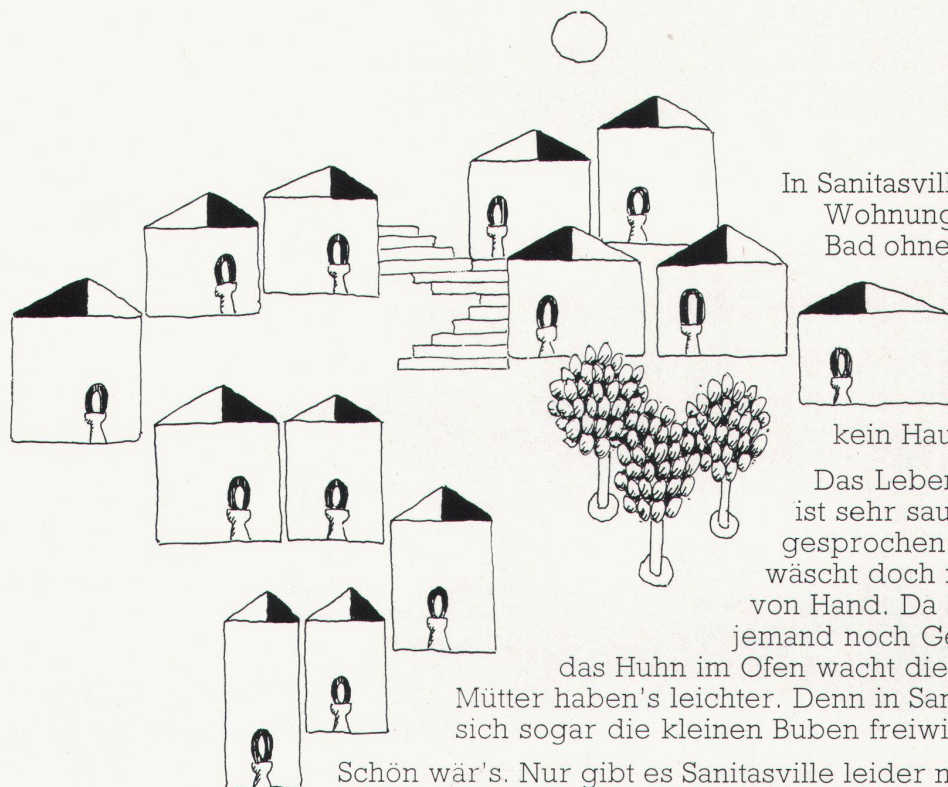 In Sanitasvill
Wohnung
Bad ohne
kein Hau
Das Leben
ist sehr sau
gesprochen
wäscht doch
von Hand. Da
jemand noch Ge
das Huhn im Ofen wacht die
Mütter haben's leichter. Denn in San
sich sogar die kleinen Buben freiwi
Schön wär's. Nur gibt es Sanitasville leider n